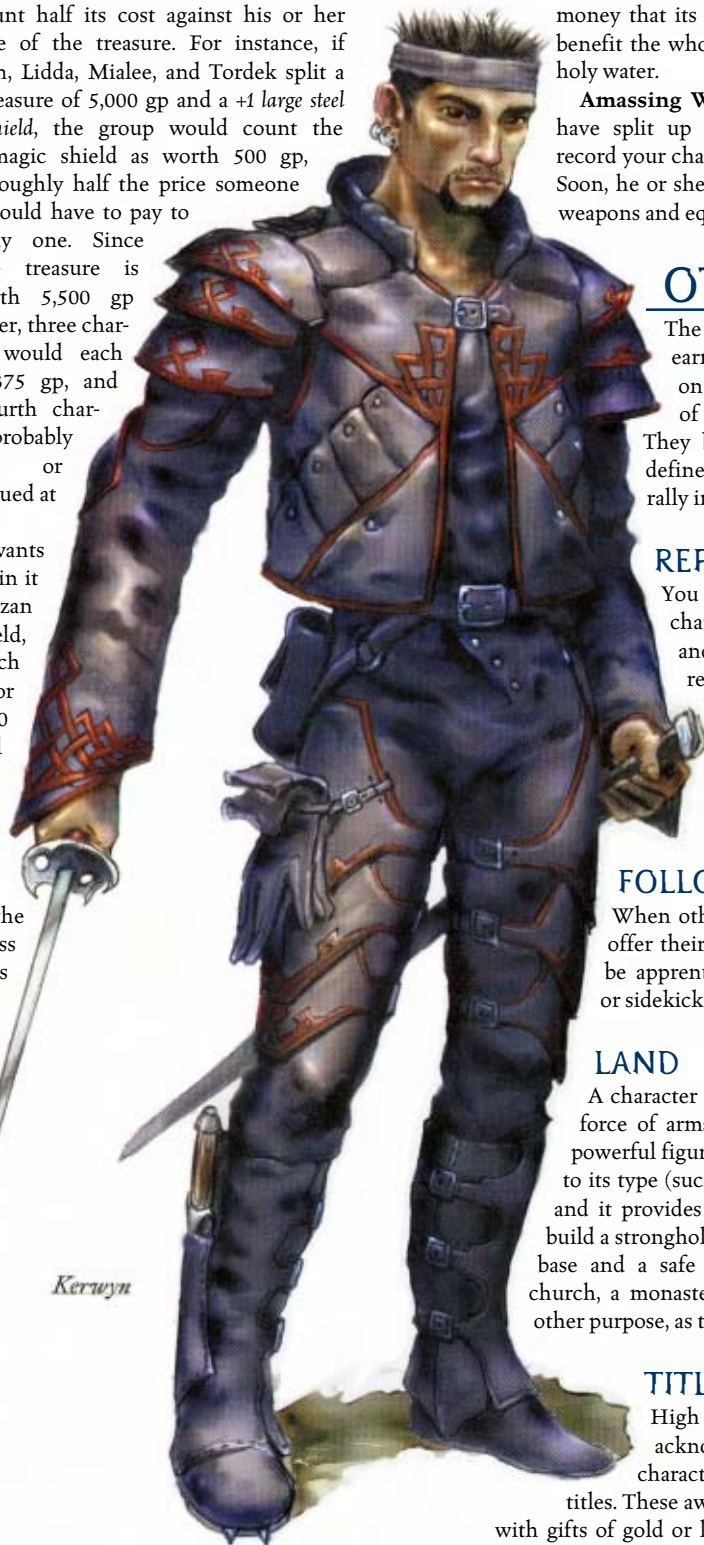 unt half its cost against his or her
e of the treasure. For instance, if
n, Lidda, Mialee, and Tordek split a
easure of 5,000 gp and a +1 large steel
hield, the group would count the
magic shield as worth 500 gp,
oughly half the price someone
ould have to pay to
y one. Since
treasure is
th 5,500 gp
er, three char-
would each
375 gp, and
urth char-
probably
or
ued at
wants
in it
zan
eld,
ch
or
0
he
ss
s
Kerwyn
money that its
benefit the who
holy water.
Amassing W
have split up
record your cha
Soon, he or she
weapons and eq
OT
The
earn
on
of
They h
define
rally in
REP
You
cha
and
re
FOLLO
When oth
offer their
be apprent
or sidekick
LAND
A character
force of arms
powerful figur
to its type (suc
and it provides
build a stronghol
base and a safe
church, a monaste
other purpose, as t
TITL
High
ackno
charact
titles. These aw
with gifts of gold or l